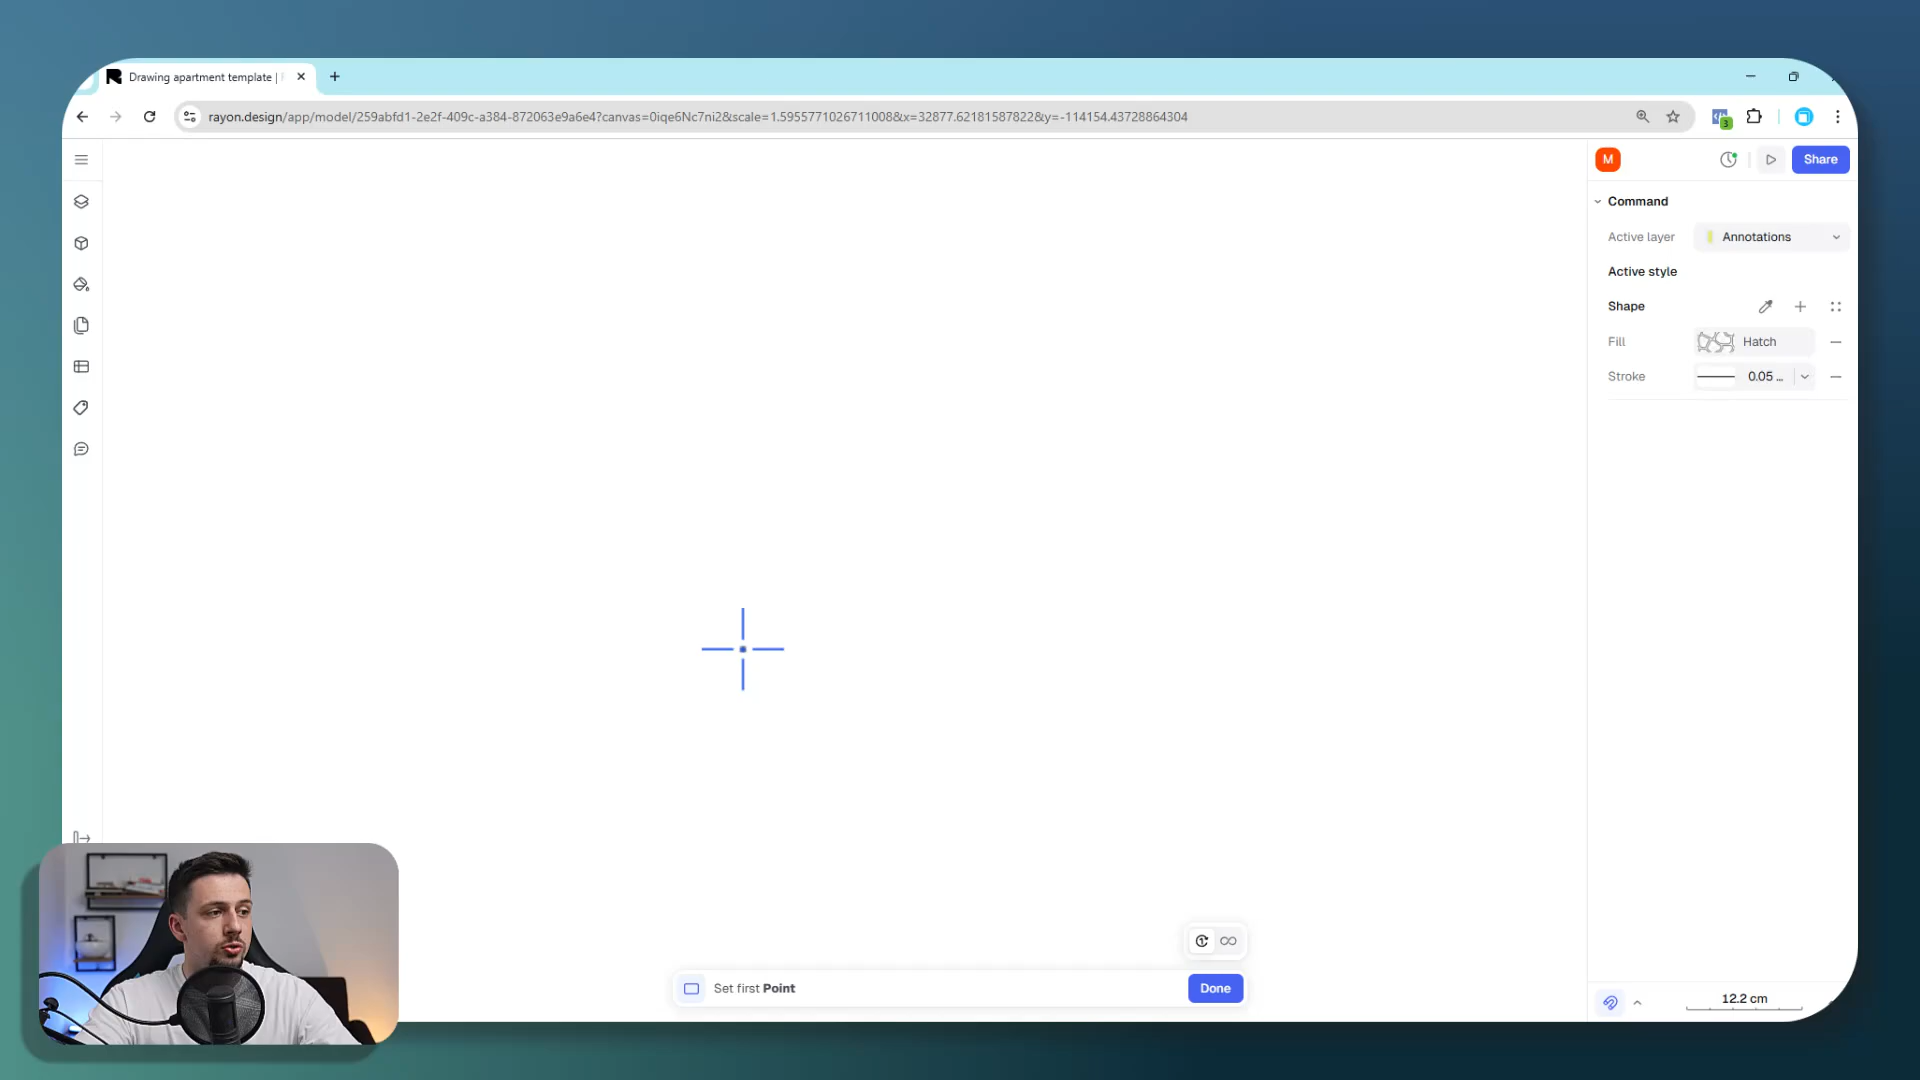 Drawing apartment template |
rayon.design/app/model/259abfd1-2e2f-409c-a384-872063e9a6e4?canvas=0iqe6Nc7ni2&scale=1.5955771026711008&x=32877.62181587822&y=-114154.43728864304
3
M
Share
Command
Active layer
Annotations
Active style
Shape
Fill
Hatch
Stroke
0.05 ...
Set first Point
Done
12.2 cm